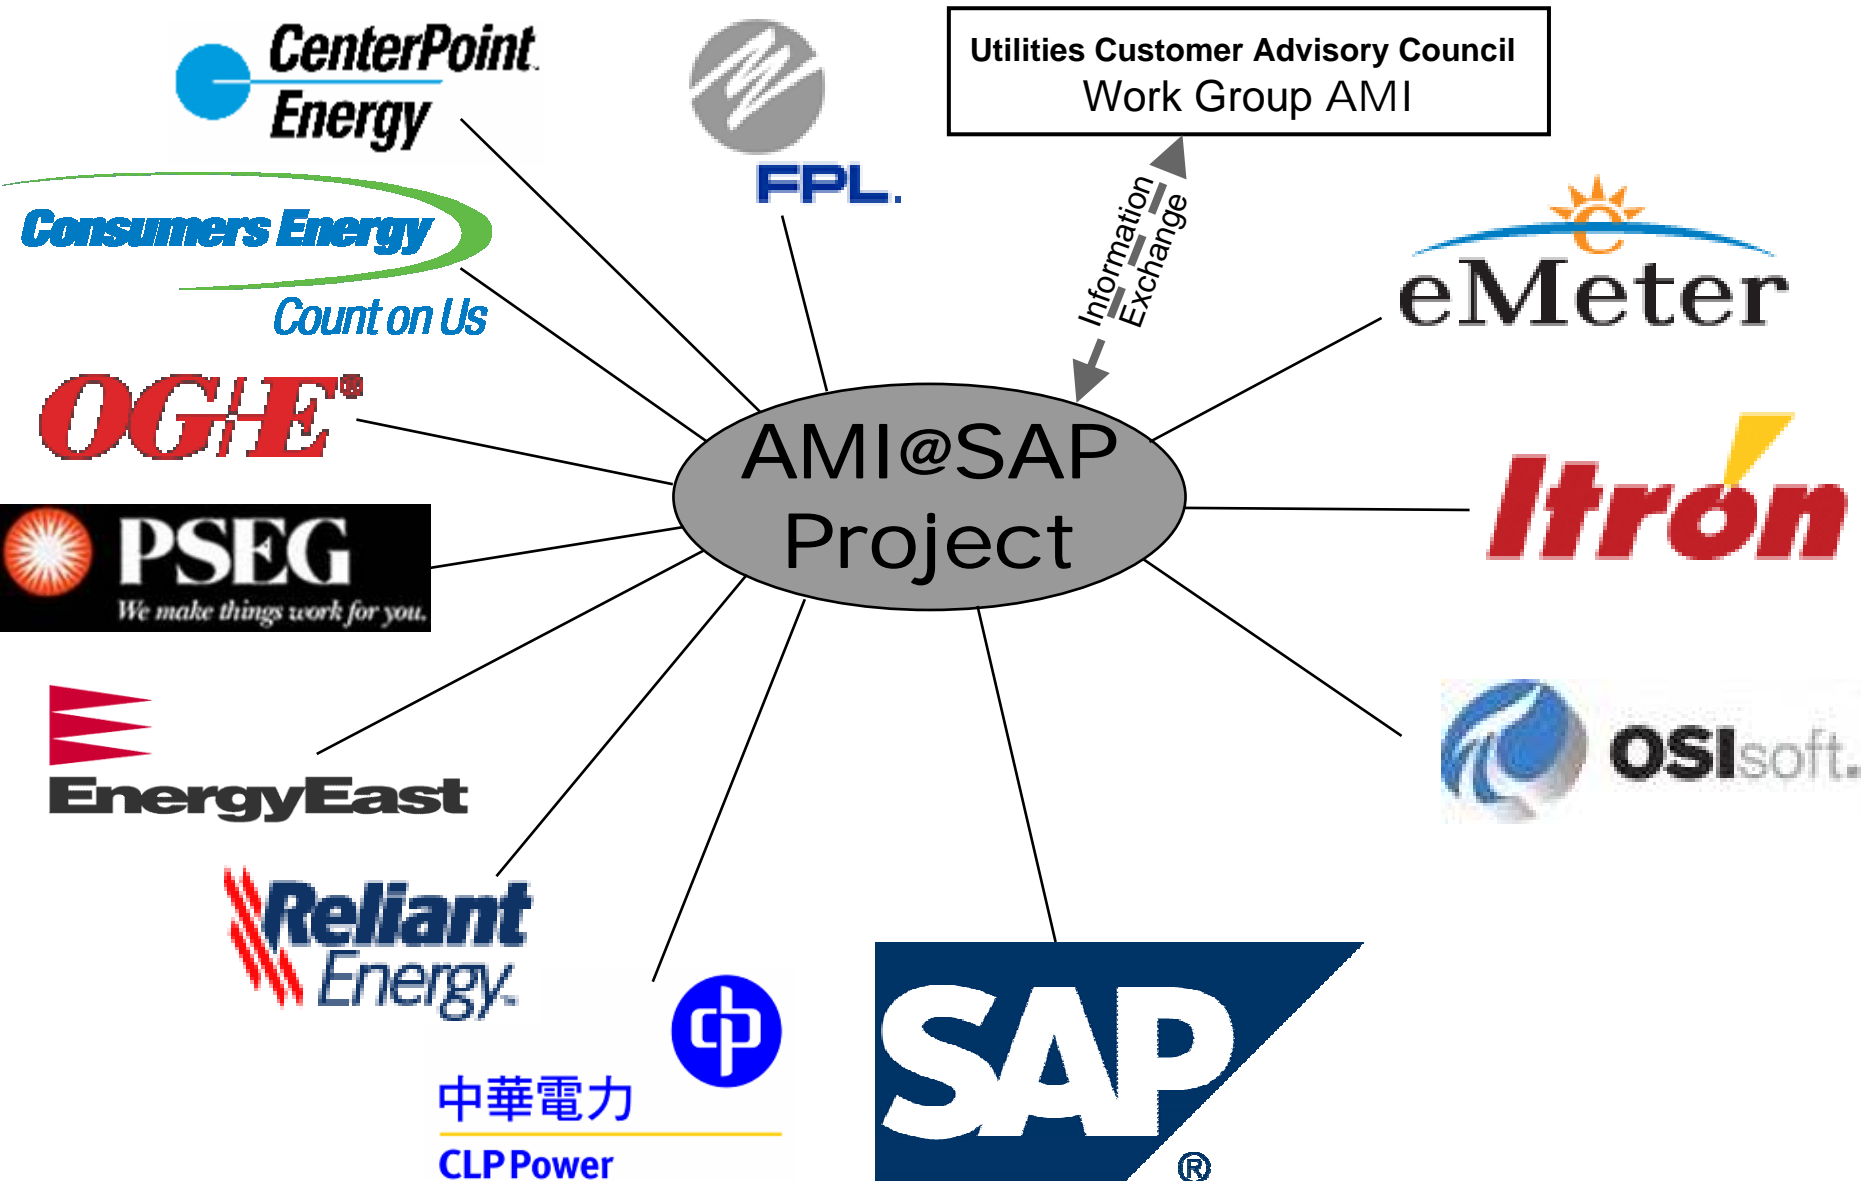 CenterPoint.
Energy
FPL.
Utilities Customer Advisory Council
Work Group AMI
Information
Exchange
Consumers Energy
Count on Us
eMeter
OG+E®
AMI@SAP
Project
Itron
PSEG
We make things work for you.
EnergyEast
OSIsoft.
Reliant
Energy
中華電力
CLP Power
SAP
®